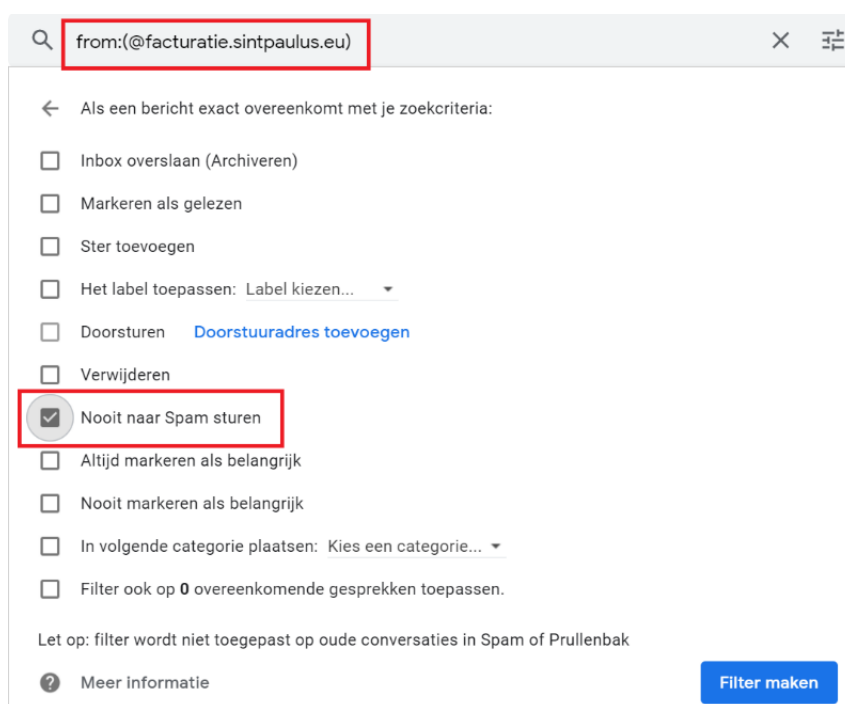 from:(@facturatie.sintpaulus.eu)
Als een bericht exact overeenkomt met je zoekcriteria:
Inbox overslaan (Archiveren)
Markeren als gelezen
Ster toevoegen
Het label toepassen: Label kiezen...
Doorsturen Doorstuuradres toevoegen
Verwijderen
Nooit naar Spam sturen
Altijd markeren als belangrijk
Nooit markeren als belangrijk
In volgende categorie plaatsen: Kies een categorie...
Filter ook op 0 overeenkomende gesprekken toepassen.
Let op: filter wordt niet toegepast op oude conversaties in Spam of Prullenbak
Meer informatie Filter maken